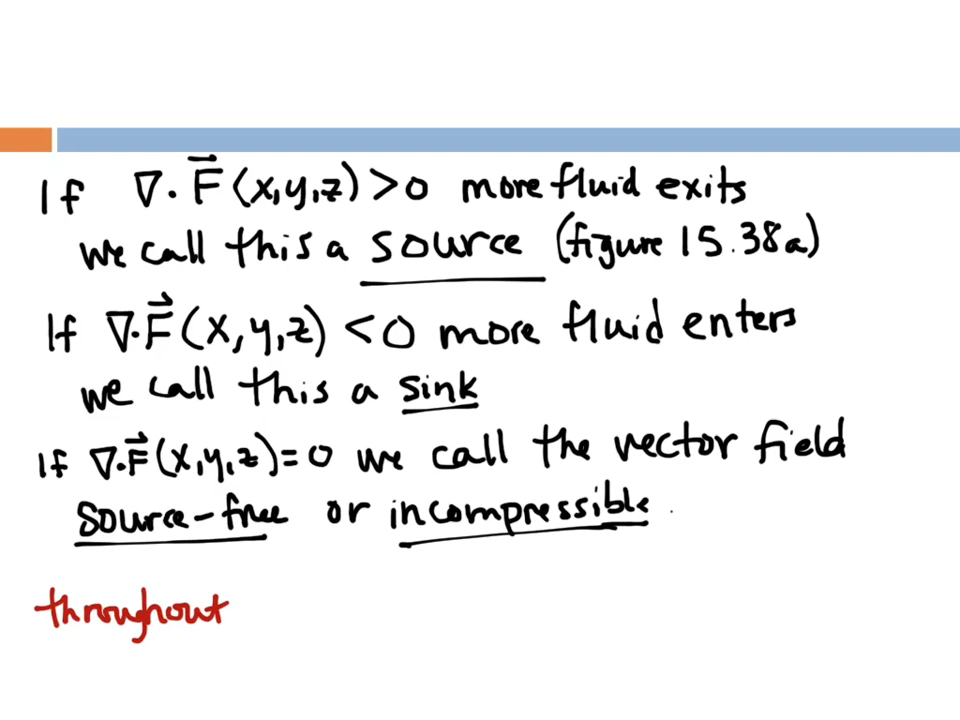 If ∇·F⃗(x,y,z)>0 more fluid exits
we call this a source (figure 15.38a)
If ∇·F⃗(x,y,z)<0 more fluid enters
we call this a sink
If ∇·F⃗(x,y,z)=0 we call the vector field
source-free or incompressible.
throughout